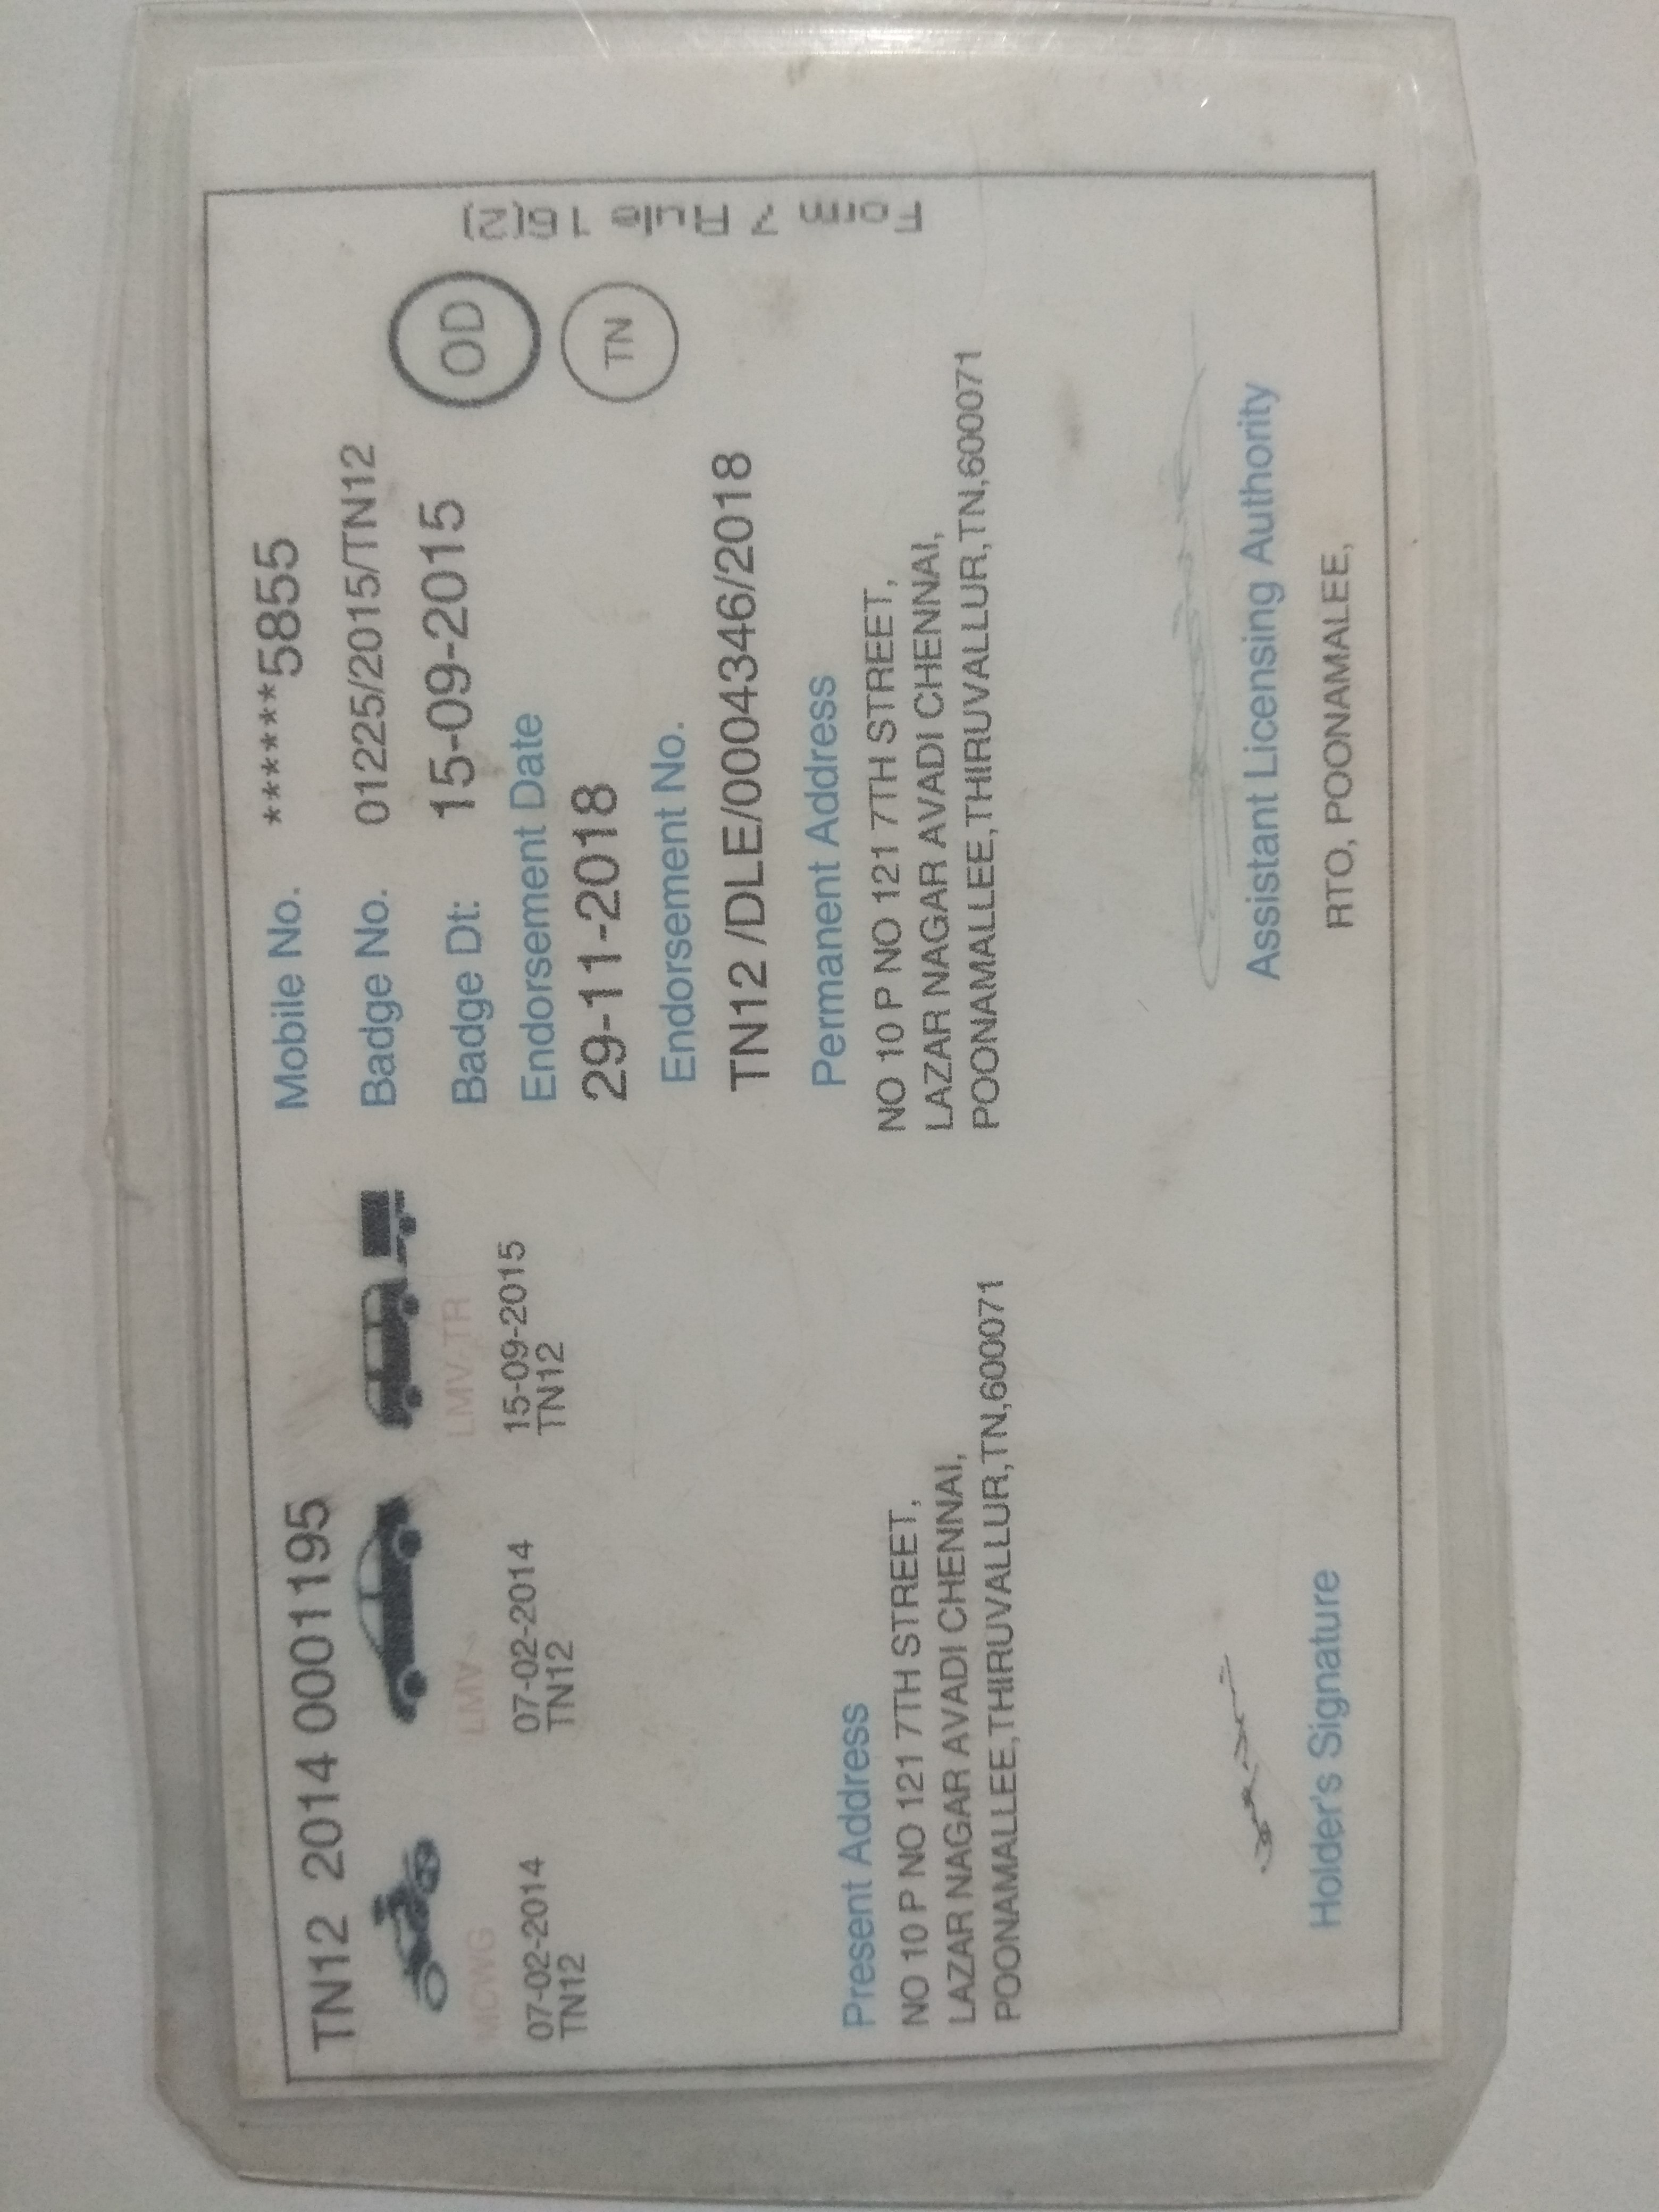 TN12 2014 0001195
MCWG
07-02-2014
TN12
LMV
07-02-2014
TN12
LMV-TR
15-09-2015
TN12
Mobile No. ******5855
Badge No. 01225/2015/TN12
Badge Dt: 15-09-2015
Endorsement Date
29-11-2018
Endorsement No.
TN12 /DLE/0004346/2018
OD
TN
Form 7 Rule 16(2)
Present Address
NO 10 P NO 121 7TH STREET,
LAZAR NAGAR AVADI CHENNAI,
POONAMALLEE,THIRUVALLUR,TN,600071
Permanent Address
NO 10 P NO 121 7TH STREET,
LAZAR NAGAR AVADI CHENNAI,
POONAMALLEE,THIRUVALLUR,TN,600071
Holder's Signature
Assistant Licensing Authority
RTO, POONAMALEE,